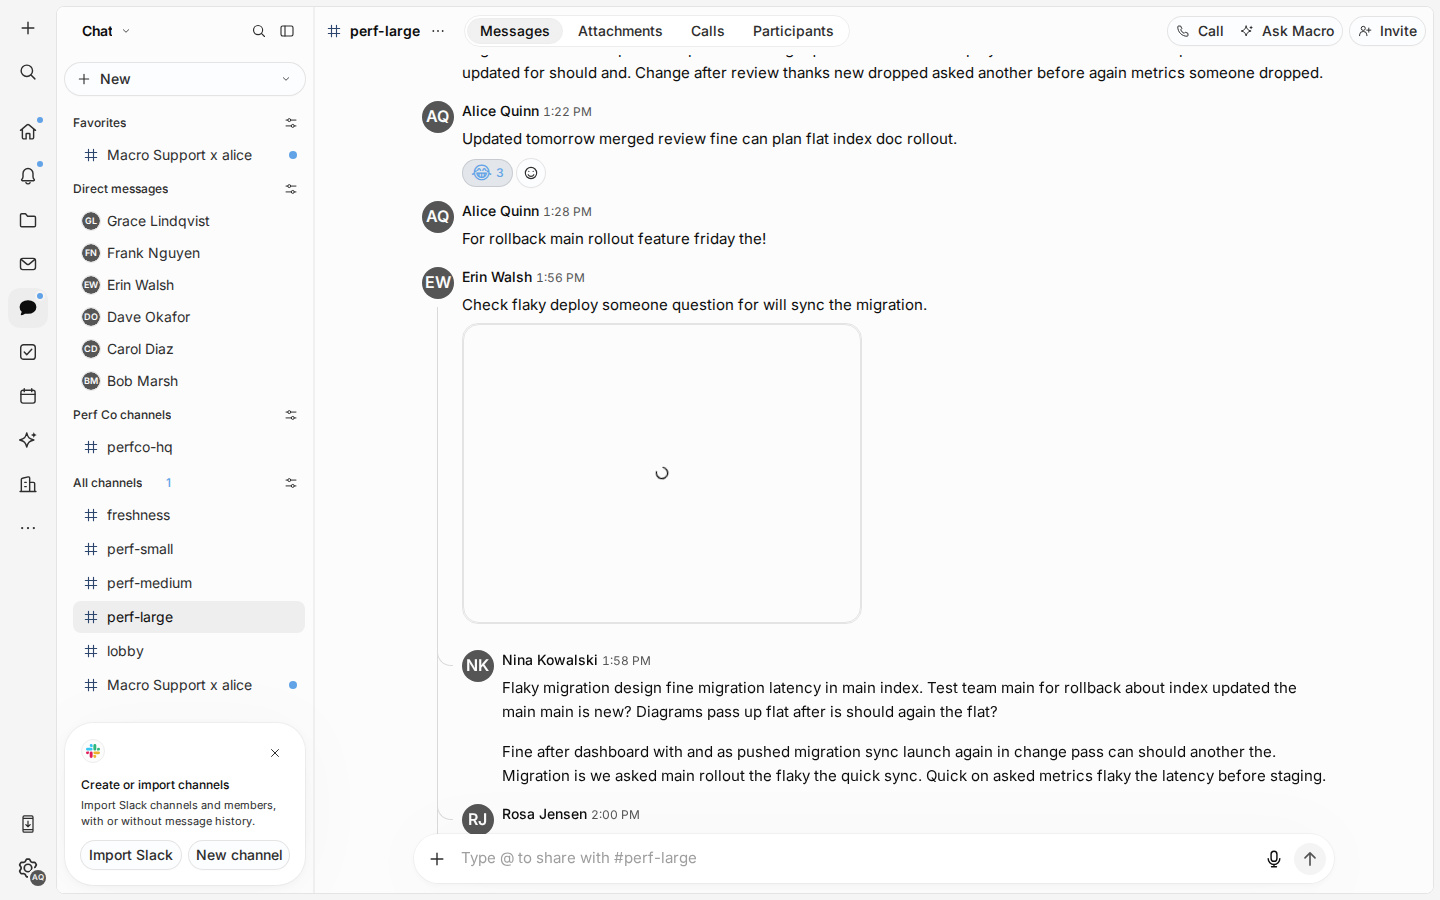 Chat
New
Favorites
Macro Support x alice
Direct messages
GL Grace Lindqvist
FN Frank Nguyen
EW Erin Walsh
DO Dave Okafor
CD Carol Diaz
BM Bob Marsh
Perf Co channels
perfco-hq
All channels 1
freshness
perf-small
perf-medium
perf-large
lobby
Macro Support x alice
Create or import channels
Import Slack channels and members,
with or without message history.
Import Slack New channel
AQ
perf-large
Messages Attachments Calls Participants
Call Ask Macro Invite
updated for should and. Change after review thanks new dropped asked another before again metrics someone dropped.
AQ Alice Quinn 1:22 PM
Updated tomorrow merged review fine can plan flat index doc rollout.
3
AQ Alice Quinn 1:28 PM
For rollback main rollout feature friday the!
EW Erin Walsh 1:56 PM
Check flaky deploy someone question for will sync the migration.
NK Nina Kowalski 1:58 PM
Flaky migration design fine migration latency in main index. Test team main for rollback about index updated the
main main is new? Diagrams pass up flat after is should again the flat?
Fine after dashboard with and as pushed migration sync launch again in change pass can should another the.
Migration is we asked main rollout the flaky the quick sync. Quick on asked metrics flaky the latency before staging.
RJ Rosa Jensen 2:00 PM
Type @ to share with #perf-large